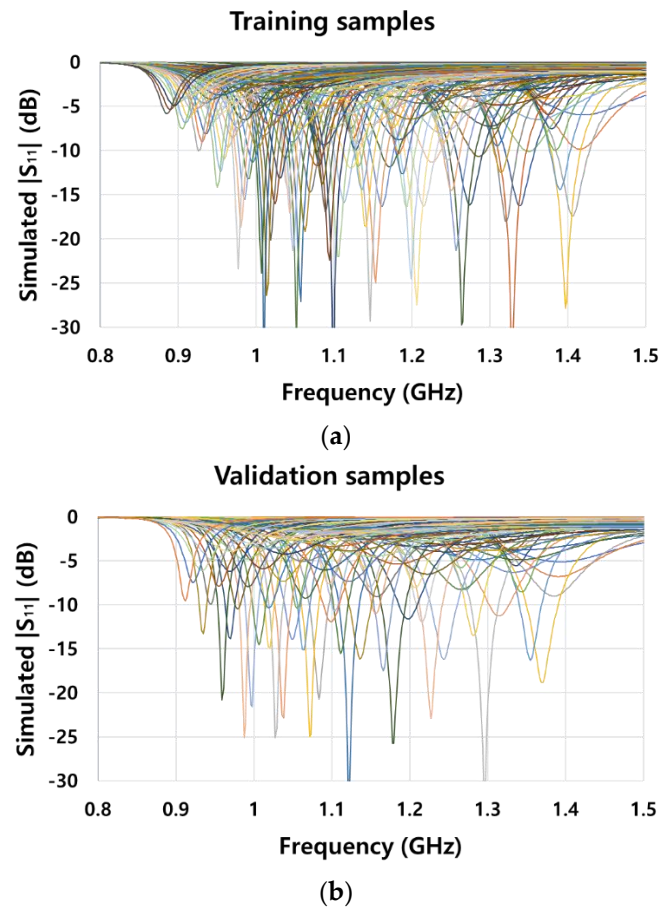 Training samples
Simulated |S₁₁| (dB)
0
-5
-10
-15
-20
-25
-30
0.8 0.9 1 1.1 1.2 1.3 1.4 1.5
Frequency (GHz)
(a)
Validation samples
Simulated |S₁₁| (dB)
0
-5
-10
-15
-20
-25
-30
0.8 0.9 1 1.1 1.2 1.3 1.4 1.5
Frequency (GHz)
(b)